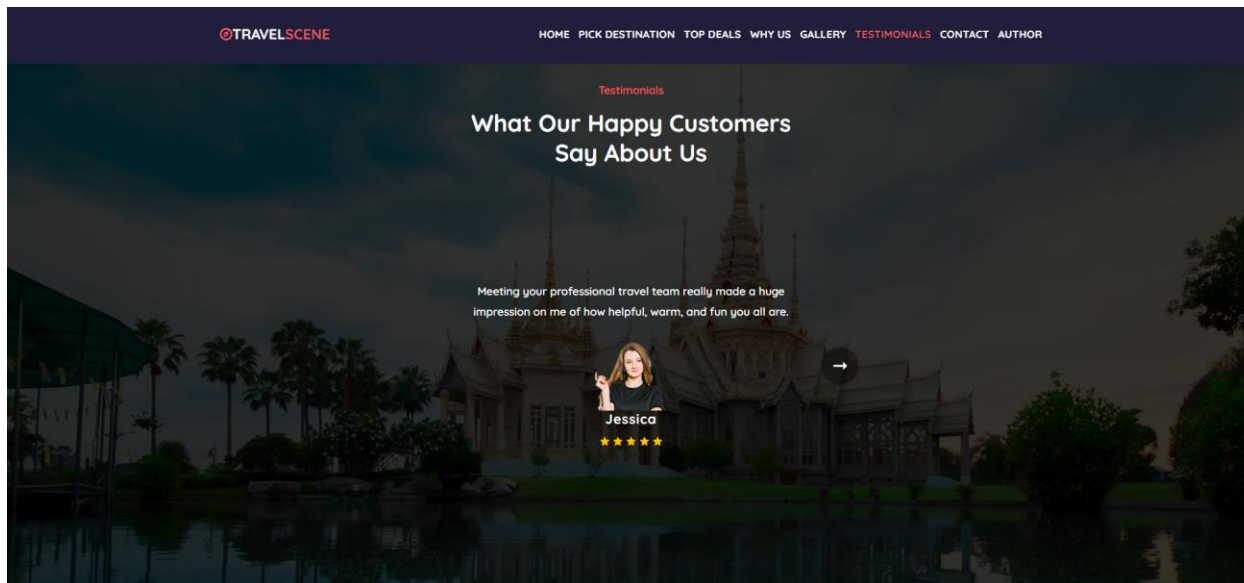 TRAVELSCENE
HOME PICK DESTINATION TOP DEALS WHY US GALLERY TESTIMONIALS CONTACT AUTHOR
Testimonials
What Our Happy Customers
Say About Us
Meeting your professional travel team really made a huge
impression on me of how helpful, warm, and fun you all are.
Jessica